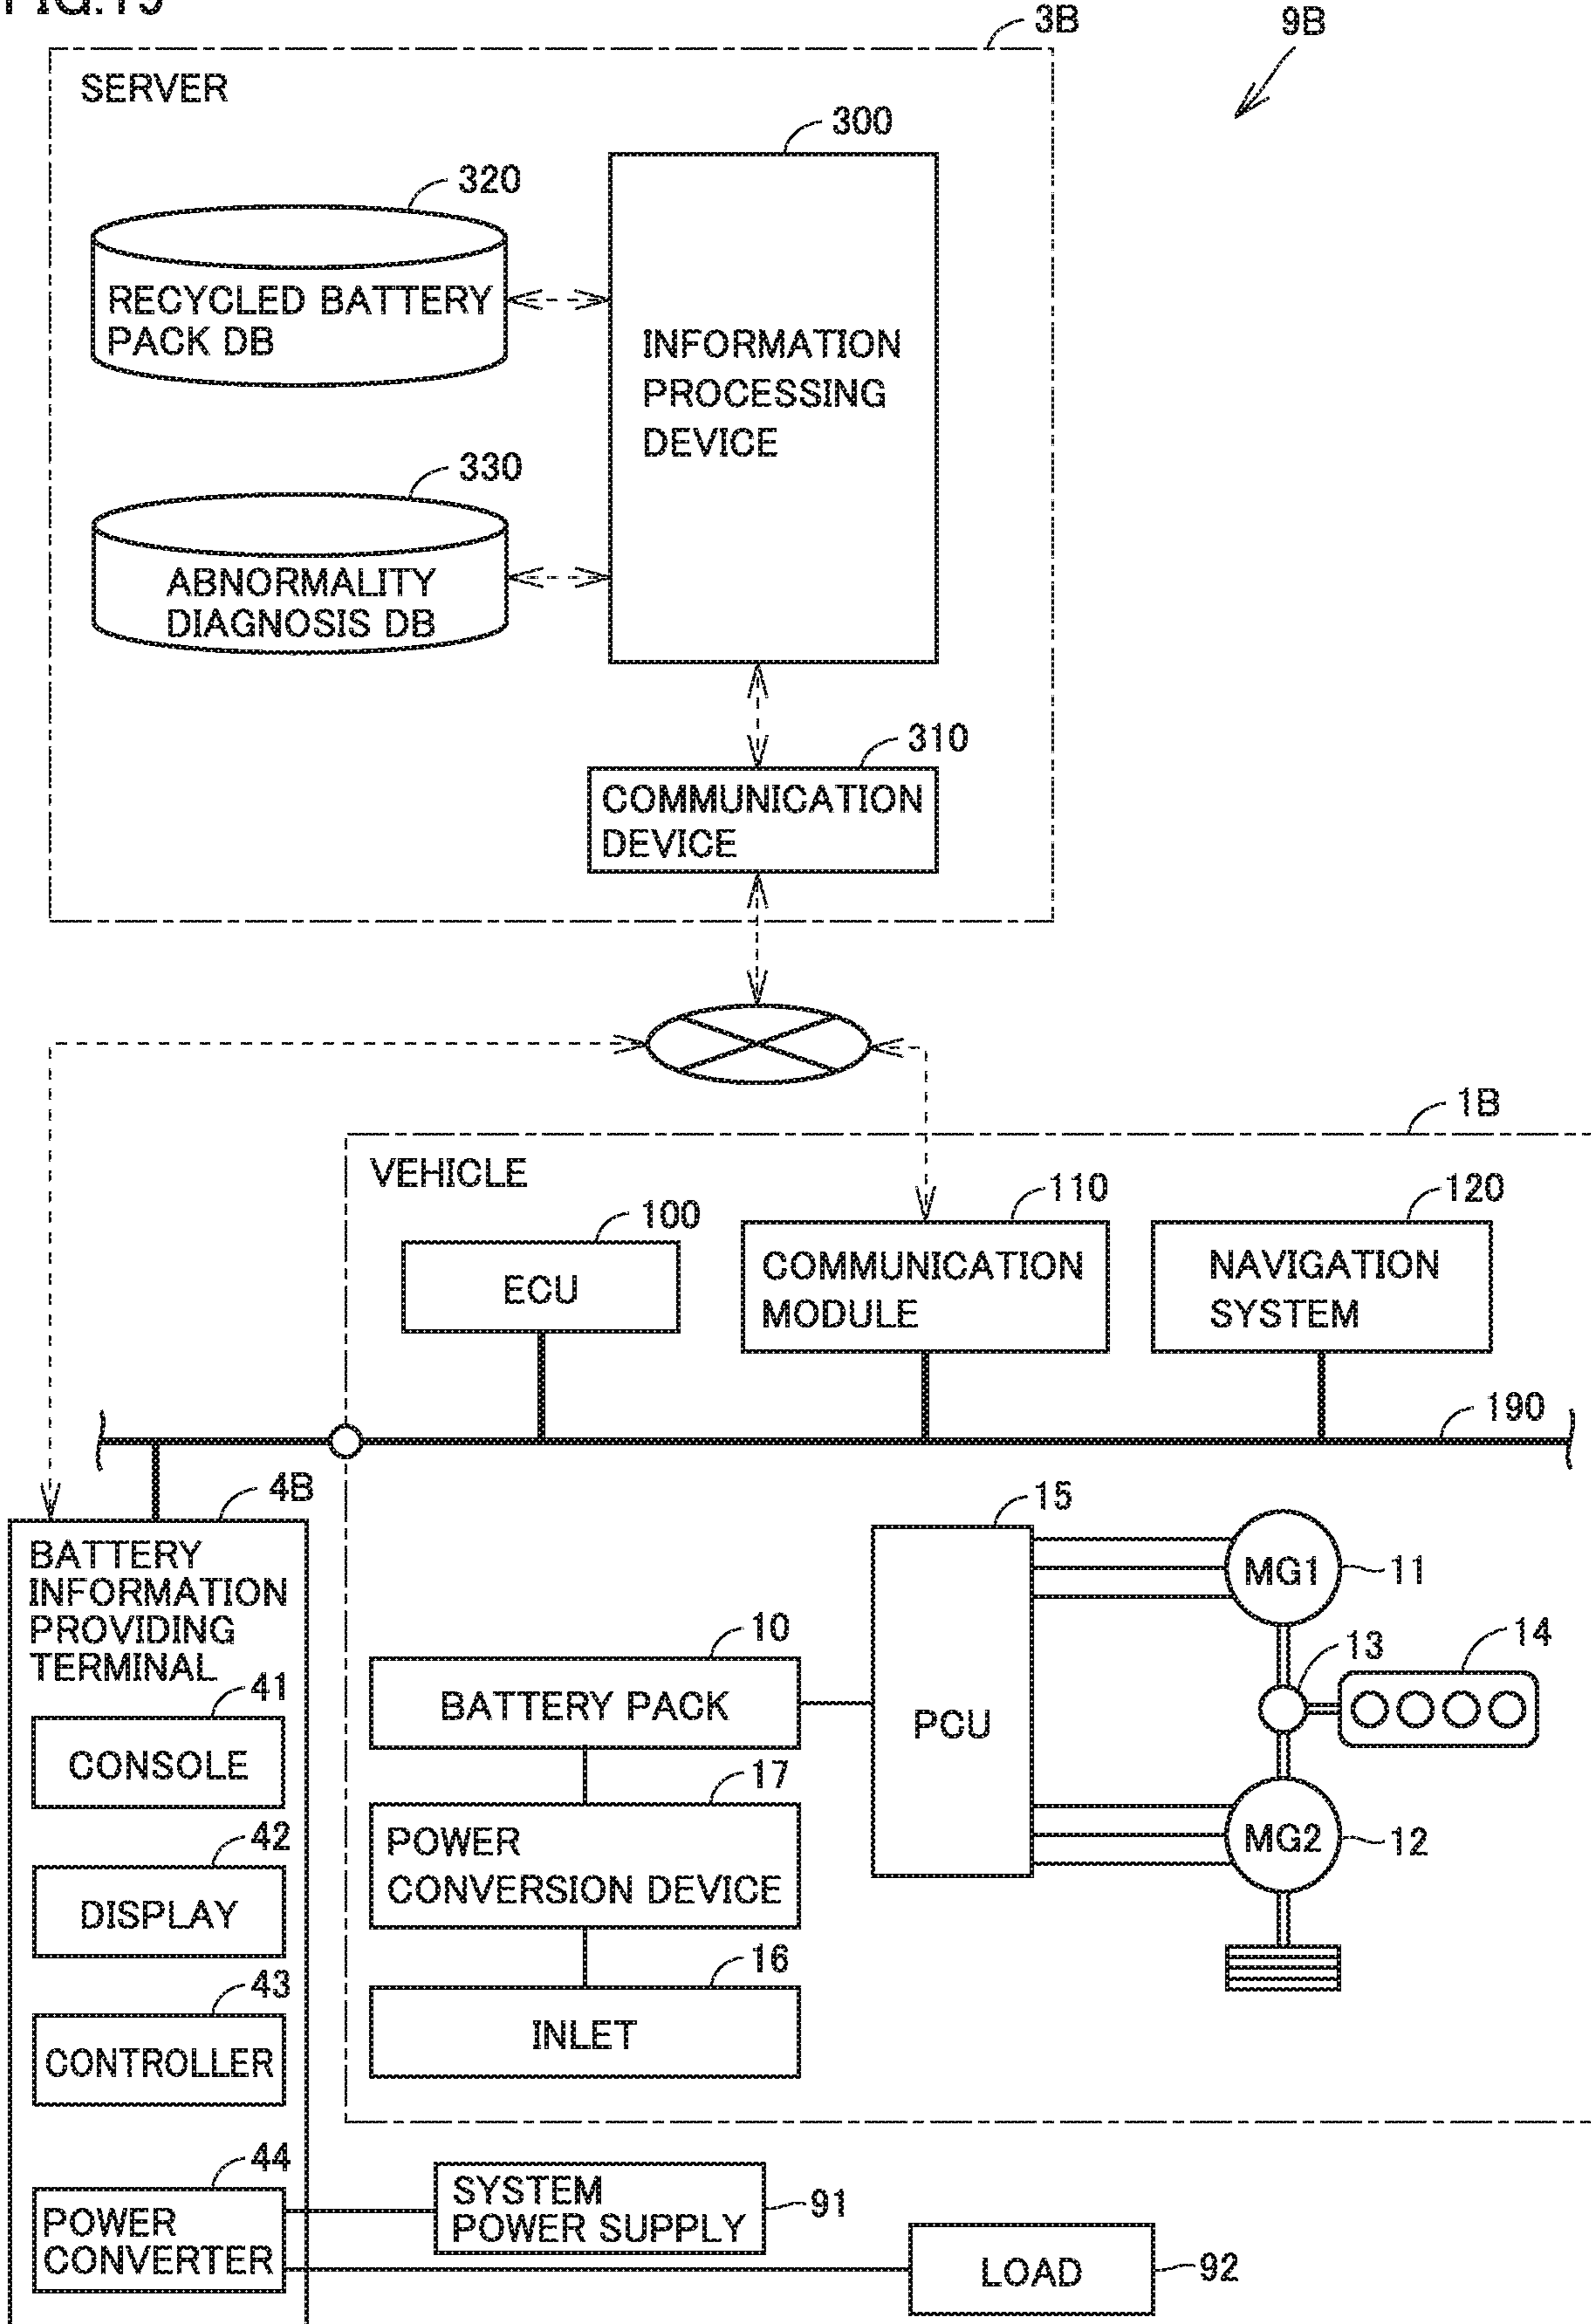 FIG.15
3B
9B
SERVER
300
320
RECYCLED BATTERY
PACK DB
INFORMATION
PROCESSING
DEVICE
330
ABNORMALITY
DIAGNOSIS DB
310
COMMUNICATION
DEVICE
1B
VEHICLE
100
ECU
110
COMMUNICATION
MODULE
120
NAVIGATION
SYSTEM
190
4B
BATTERY
INFORMATION
PROVIDING
TERMINAL
41
CONSOLE
42
DISPLAY
43
CONTROLLER
44
POWER
CONVERTER
15
PCU
MG1
11
10
BATTERY PACK
13
14
17
POWER
CONVERSION DEVICE
MG2
12
16
INLET
SYSTEM
POWER SUPPLY
91
LOAD
92